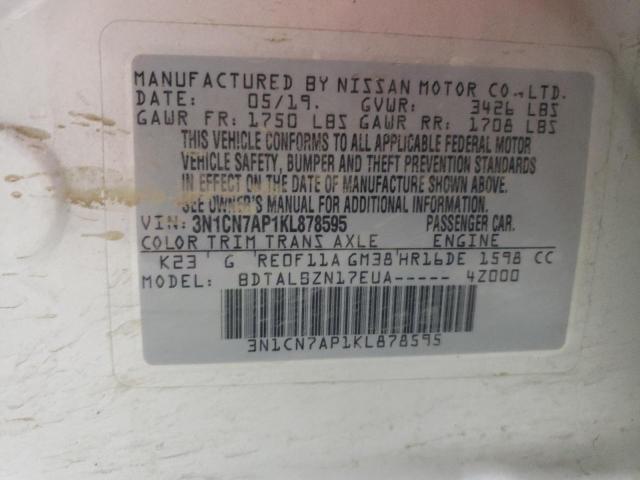 MANUFACTURED BY NISSAN MOTOR CO., LTD.
DATE: 05/19. GVWR: 3426 LBS
GAWR FR: 1750 LBS GAWR RR: 1708 LBS
THIS VEHICLE CONFORMS TO ALL APPLICABLE FEDERAL MOTOR
VEHICLE SAFETY, BUMPER AND THEFT PREVENTION STANDARDS
IN EFFECT ON THE DATE OF MANUFACTURE SHOWN ABOVE.
SEE OWNER'S MANUAL FOR ADDITIONAL INFORMATION.
VIN: 3N1CN7AP1KL878595 PASSENGER CAR.
COLOR TRIM TRANS AXLE ENGINE
K23 G RE0F11A GM38 HR16DE 1598 CC
MODEL: BDTALBZN17EUA----- 4Z000
3N1CN7AP1KL878595